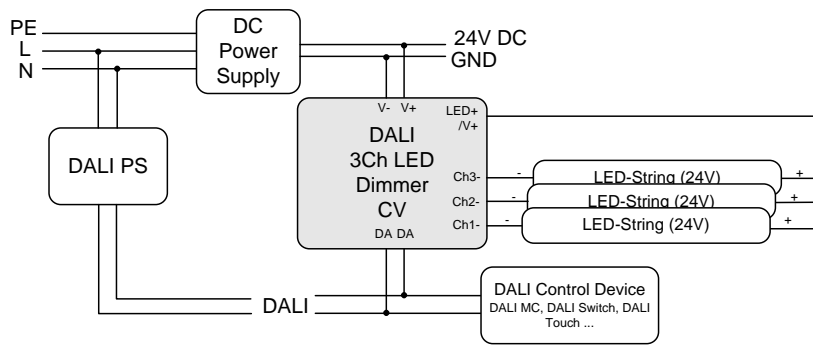 PE
L
N
DC
Power
Supply
24V DC
GND
V- V+
LED+
/V+
DALI
3Ch LED
Dimmer
CV
DALI PS
Ch3-
Ch2-
Ch1-
- LED-String (24V) +
- LED-String (24V) +
- LED-String (24V) +
DA DA
DALI
DALI Control Device
DALI MC, DALI Switch, DALI
Touch ...